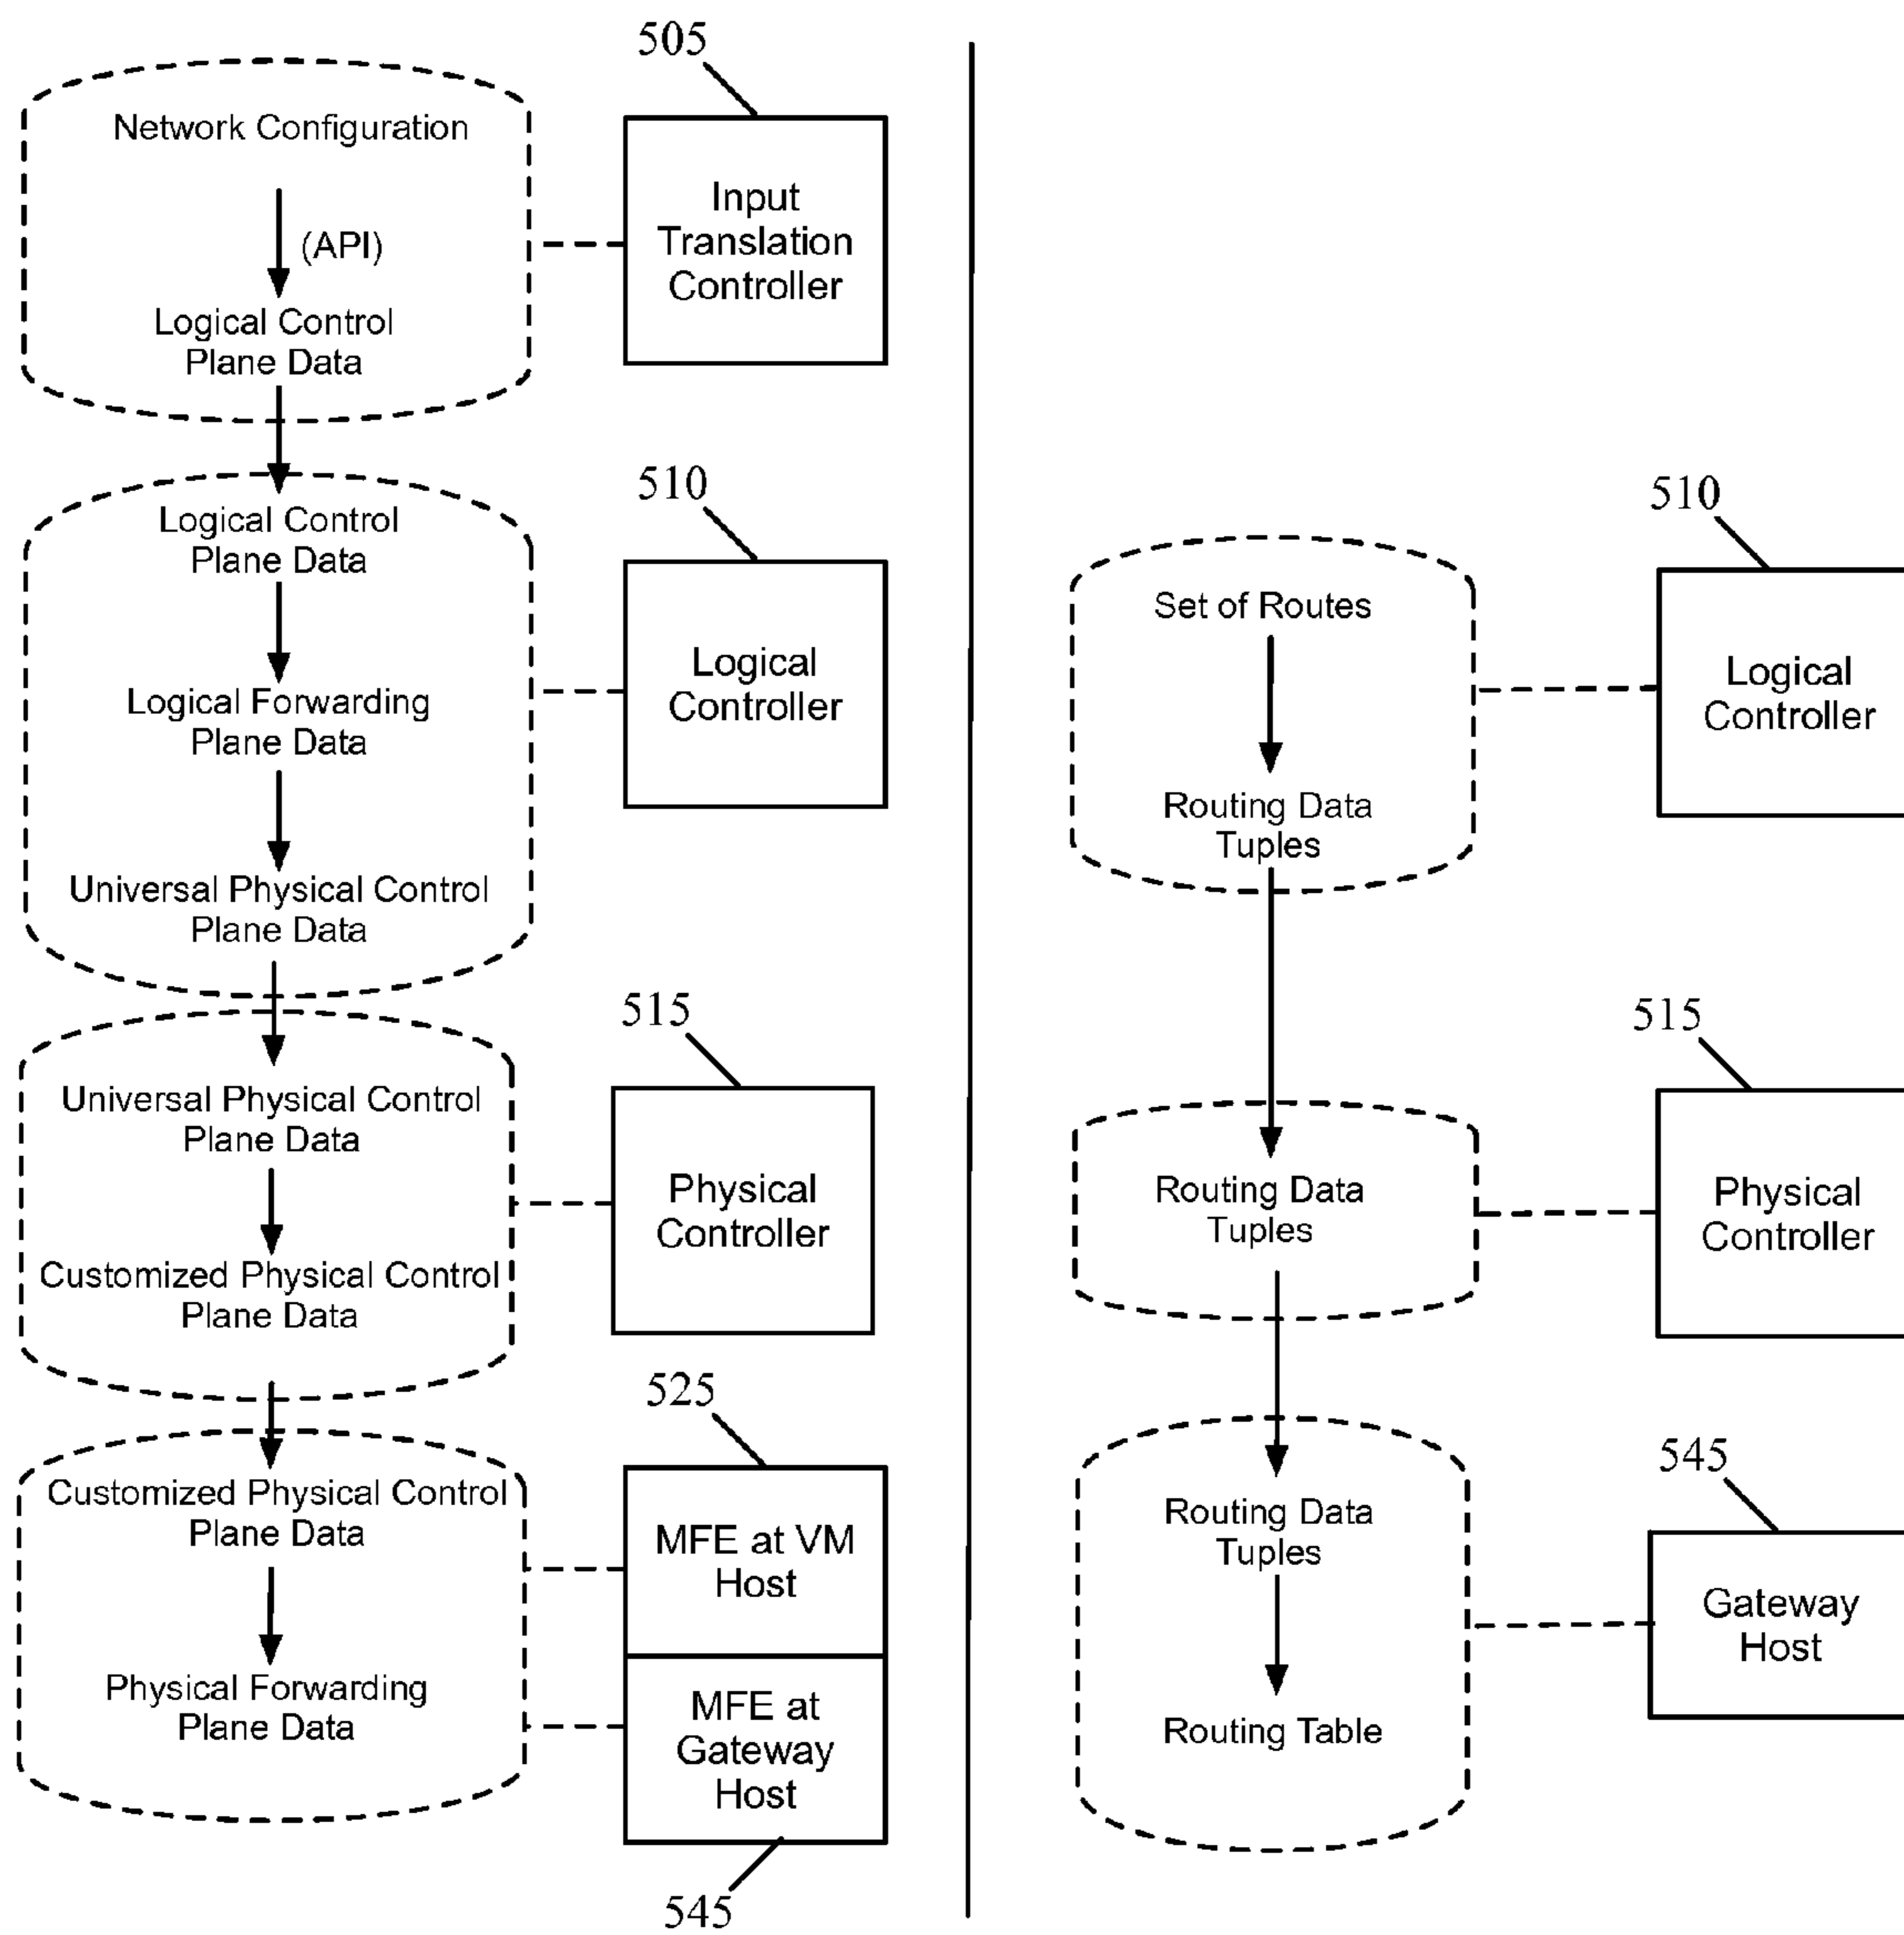 505
Network Configuration
(API)
Logical Control
Plane Data
Input
Translation
Controller
510
Logical Control
Plane Data
Logical Forwarding
Plane Data
Universal Physical Control
Plane Data
Logical
Controller
515
Universal Physical Control
Plane Data
Customized Physical Control
Plane Data
Physical
Controller
525
Customized Physical Control
Plane Data
Physical Forwarding
Plane Data
MFE at VM
Host
MFE at
Gateway
Host
545
510
Set of Routes
Routing Data
Tuples
Logical
Controller
515
Routing Data
Tuples
Physical
Controller
545
Routing Data
Tuples
Routing Table
Gateway
Host